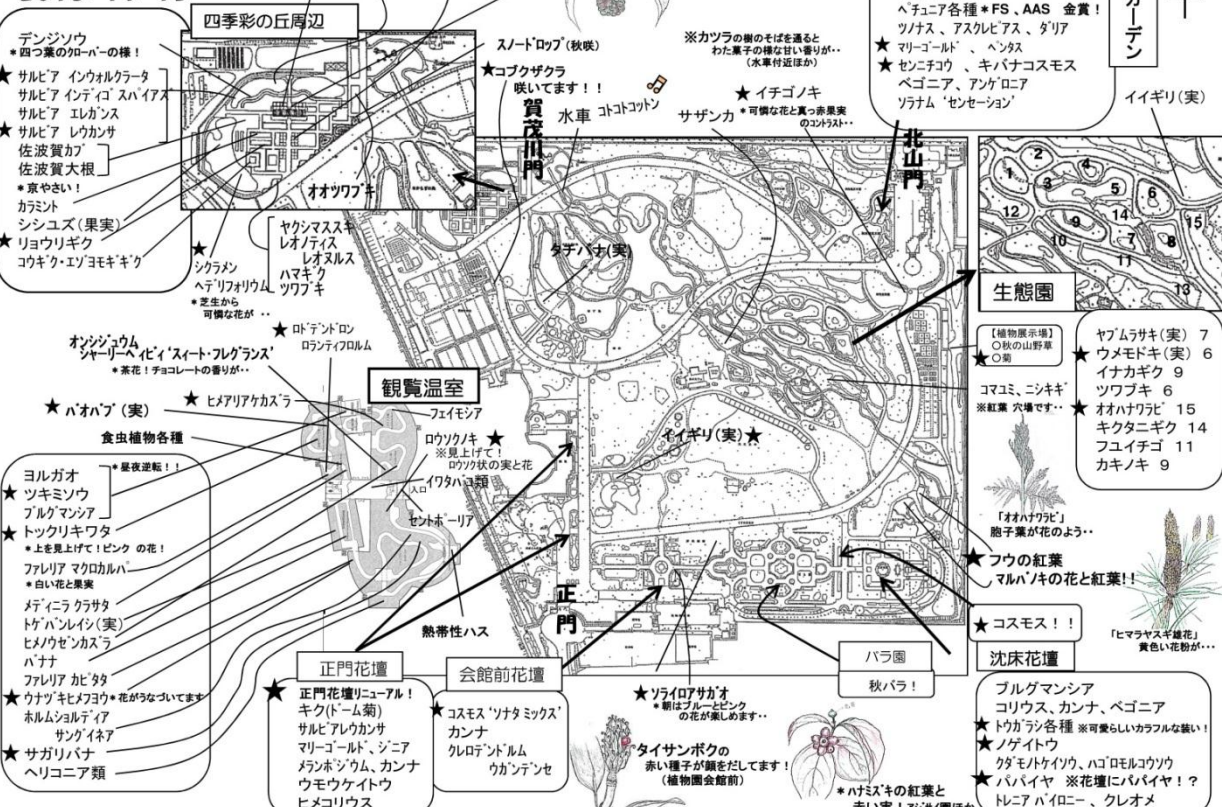 四季彩の丘周辺
デンジソウ
*四つ葉のクローバーの様！
★ サルビア インウォルクラータ
サルビア インディゴ スパイアズ
サルビア エレガンス
★ サルビア レウカンサ
佐波賀カブ
佐波賀大根
*京やさい！
カラミント
シシユズ(果実)
★ リョウリギク
コウギク・エゾヨモギギク
オオツワブキ
★
シクラメン
ヘデリフォリウム
*芝生から
可憐な花が ‥
ヤクシマススキ
レオノティス
レオヌルス
ハマギク
ツワブキ
スノードロップ(秋咲)
★コブクザクラ
咲いてます！！
賀茂川門
水車 コトコトコットン
※カツラの樹のそばを通ると
わた菓子の様な甘い香りが‥
(水車付近ほか)
サザンカ
★ イチゴノキ
*可憐な花と真っ赤果実
のコントラスト‥
北山門
ペチュニア各種 *FS 、AAS 金賞！
ツナス 、アスクレピアス 、ダリア
★ マリーゴールド 、 ペンタス
★ センニチコウ 、 キバナコスモス
ベゴニア、アンゲロニア
ソラナム ‘センセーション’
ガーデン
イイギリ(実)
1
2
3
4
5
6
7
8
9
10
11
12
13
14
15
生態園
【植物展示場】
○秋の山野草
★ ○菊
ヤブムラサキ(実) 7
★ ウメモドキ(実) 6
イナカギク 9
ツワブキ 6
★ オオハナワラビ 15
キクタニギク 14
フユイチゴ 11
カキノキ 9
コマユミ、ニシキギ
※紅葉 穴場です‥
「オオハナワラビ」
胞子葉が花のよう‥
★ フウの紅葉
マルバノキの花と紅葉！！
★ コスモス！！
「ヒマラヤスギ雄花」
黄色い花粉が…
タチバナ(実)
イイギリ(実)★
観覧温室
オンシジュウム
シャーリーベイビィ‘スィート・フレグランス’
*茶花！チョコレートの香りが‥
★ ロドデンドロン
ロランティフロルム
★ バオバブ (実)
★ ヒメアリアケカズラ
フェイモシア
食虫植物各種
ロウソクノキ ★
※見上げて！
ロウソク状の実と花
イワタバコ類
入口
セントポーリア
熱帯性ハス
ヨルガオ
★ ツキミソウ
ブルグマンシア
*昼夜逆転！！
★ トックリキワタ
*上を見上げて！ピンク の花！
ファレリア マクロカルパ
*白い花と果実
メディニラ クラサタ
トゲバンレイシ(実)
ヒメノウゼンカズラ
バナナ
ファレリア カピタタ
★ ウナヅキヒメフヨウ *花がうなづいてます
ホルムショルディア
サングイネア
★ サガリバナ
ヘリコニア類
正門
正門花壇
★ 正門花壇リニューアル！
キク(ドーム菊)
サルビアレウカンサ
マリーゴールド、ジニア
メランポジウム、カンナ
ウモウケイトウ
ヒメコリウス
会館前花壇
★ コスモス ‘ソナタ ミックス’
カンナ
クレロデンドルム
ウガンデンセ
★ ソライロアサガオ
*朝はブルーとピンク
の花が楽しめます‥
★ タイサンボクの
赤い種子が顔をだしてます！
(植物園会館前)
バラ園
秋バラ！
*ハナミズキの紅葉と
沈床花壇
ブルグマンシア
コリウス、カンナ、ベゴニア
★ トウガラシ各種 ※可愛らしいカラフルな装い！
★ ノゲイトウ
クダモノトケイソウ、ハゴロモルコウソウ
★ パパイヤ ※花壇にパパイヤ！？
トレニア バイロニー 、 クレオメ